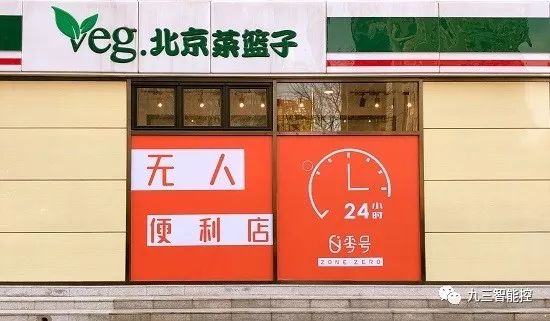 veg.北京菜篮子
无人
便利店
24小时
季号
ZONE ZERO
九三智能控